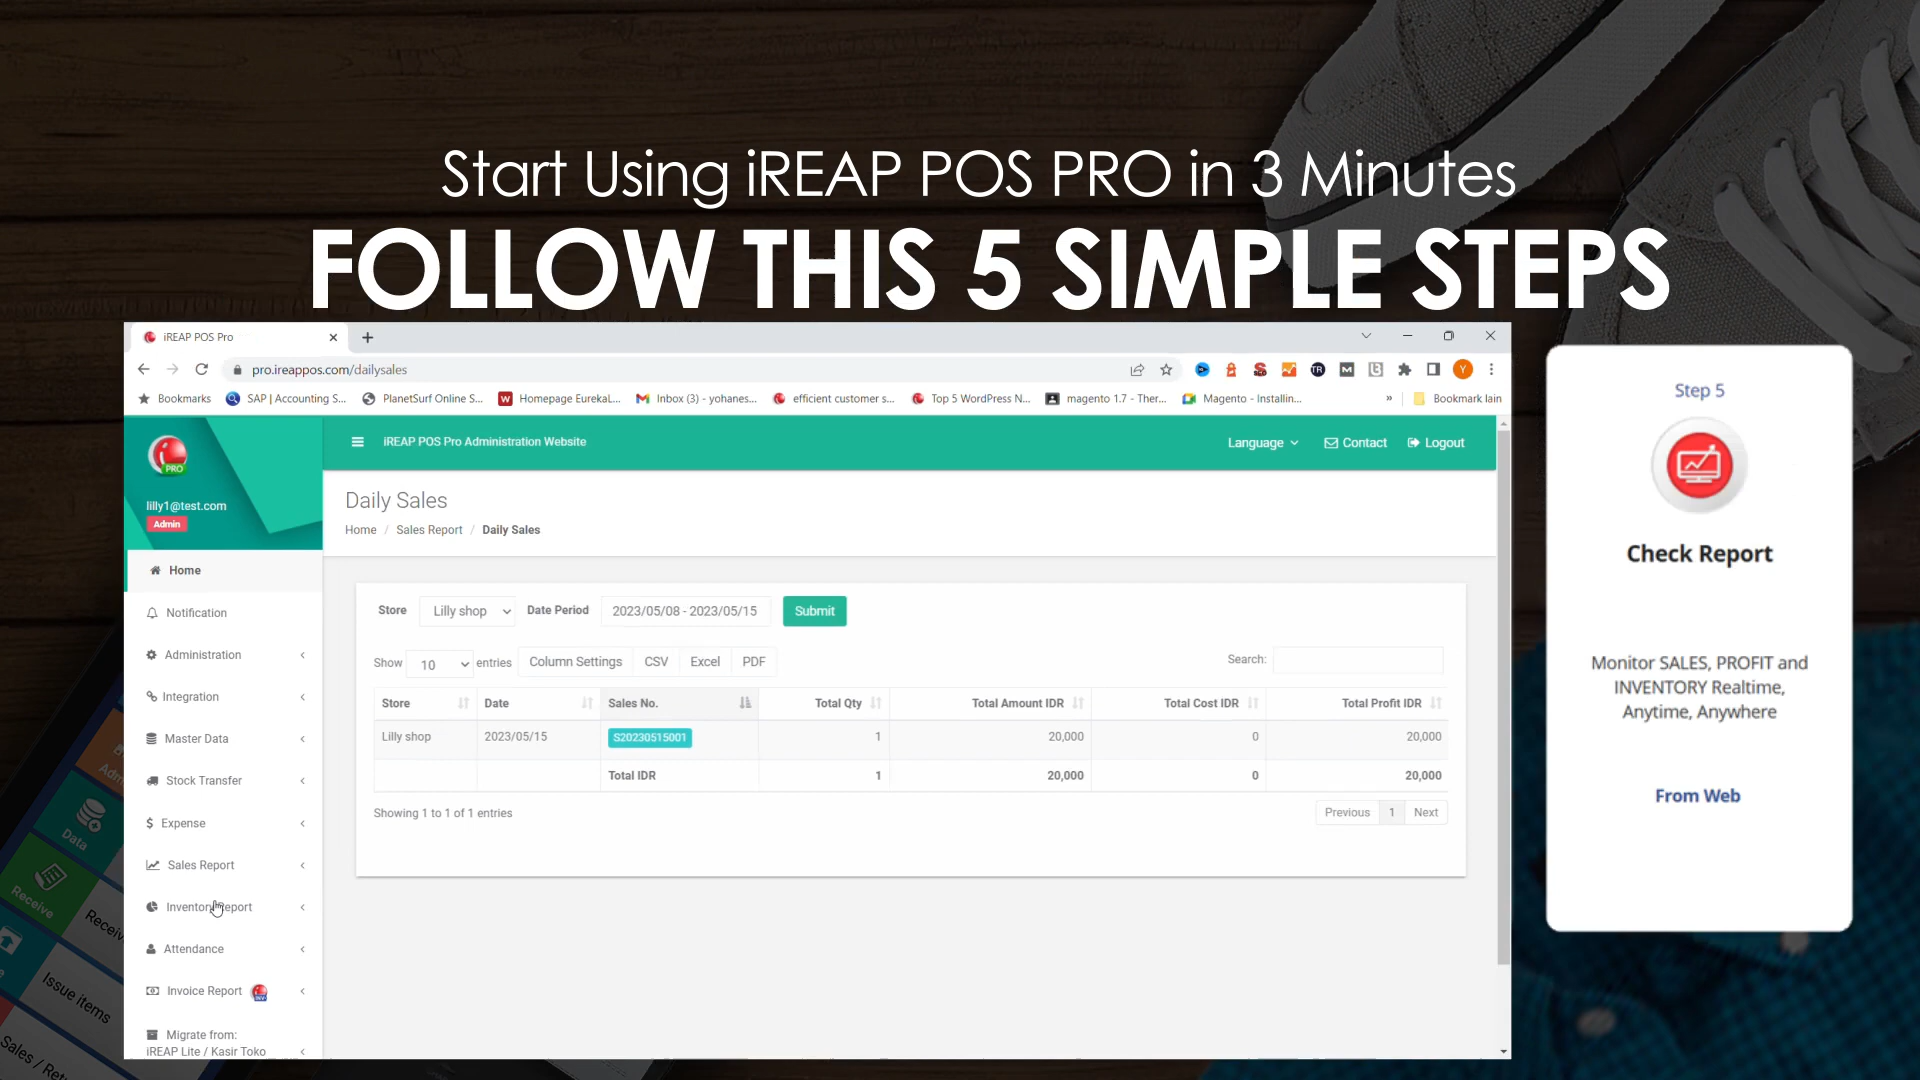 Start Using iREAP POS PRO in 3 Minutes
FOLLOW THIS 5 SIMPLE STEPS
iREAP POS Pro
pro.ireappos.com/dailysales
Bookmarks
SAP | Accounting S...
PlanetSurf Online S...
Homepage EurekaL...
Inbox (3) - yohanes...
efficient customer s...
Top 5 WordPress N...
magento 1.7 - Ther...
Magento - Installin...
»
Bookmark lain
PRO
lilly1@test.com
Admin
iREAP POS Pro Administration Website
Language
Contact
Logout
Home
Notification
Administration
Integration
Master Data
Stock Transfer
Expense
Sales Report
Inventory Report
Attendance
Invoice Report
Migrate from:
iREAP Lite / Kasir Toko
Daily Sales
Home / Sales Report / Daily Sales
Store Lilly shop Date Period 2023/05/08 - 2023/05/15 Submit
Show 10 entries Column Settings CSV Excel PDF Search:
Store Date Sales No. Total Qty Total Amount IDR Total Cost IDR Total Profit IDR
Lilly shop 2023/05/15 S20230515001 1 20,000 0 20,000
Total IDR 1 20,000 0 20,000
Showing 1 to 1 of 1 entries Previous 1 Next
Step 5
Check Report
Monitor SALES, PROFIT and
INVENTORY Realtime,
Anytime, Anywhere
From Web
Data
Receive
Issue items